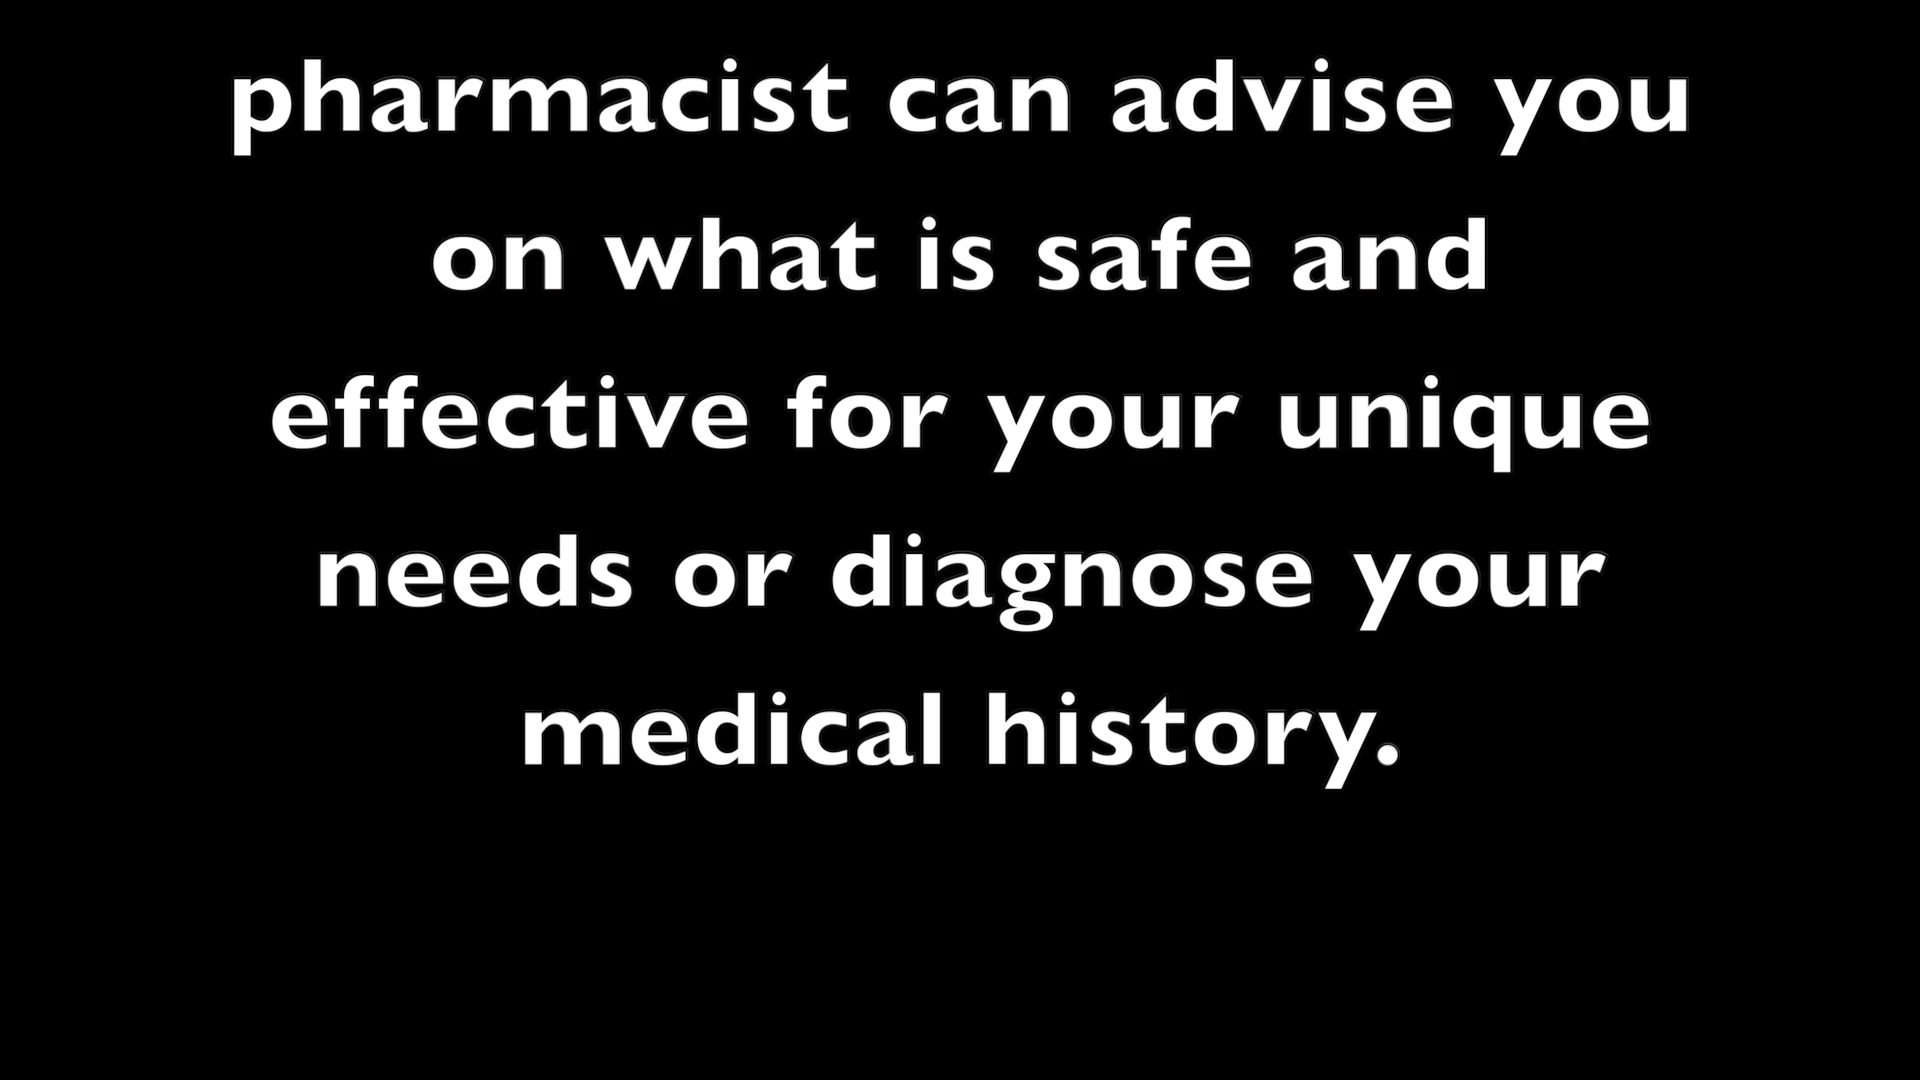 pharmacist can advise you
on what is safe and
effective for your unique
needs or diagnose your
medical history.